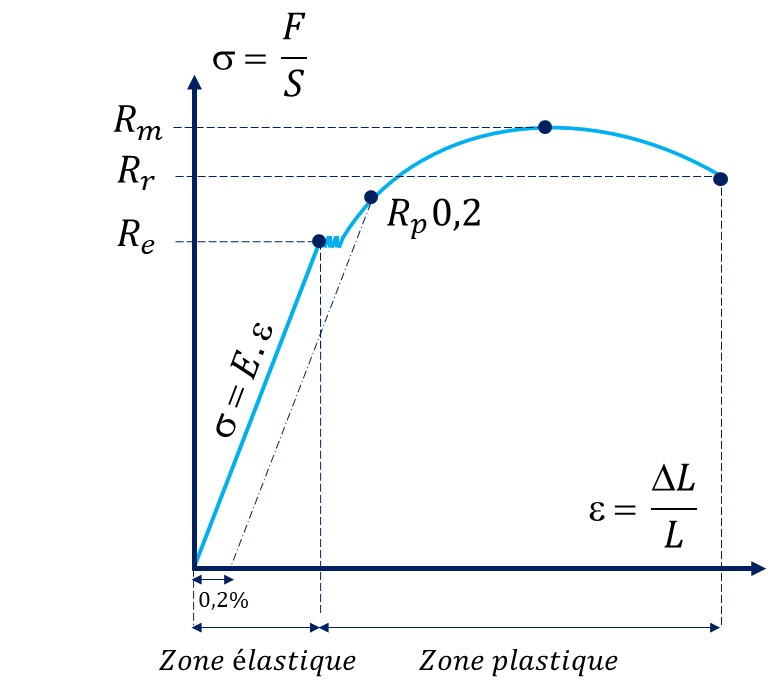 σ = F/S
R_m
R_r
R_e
R_p 0,2
σ = E. ε
ε = ΔL/L
0,2%
Zone élastique
Zone plastique